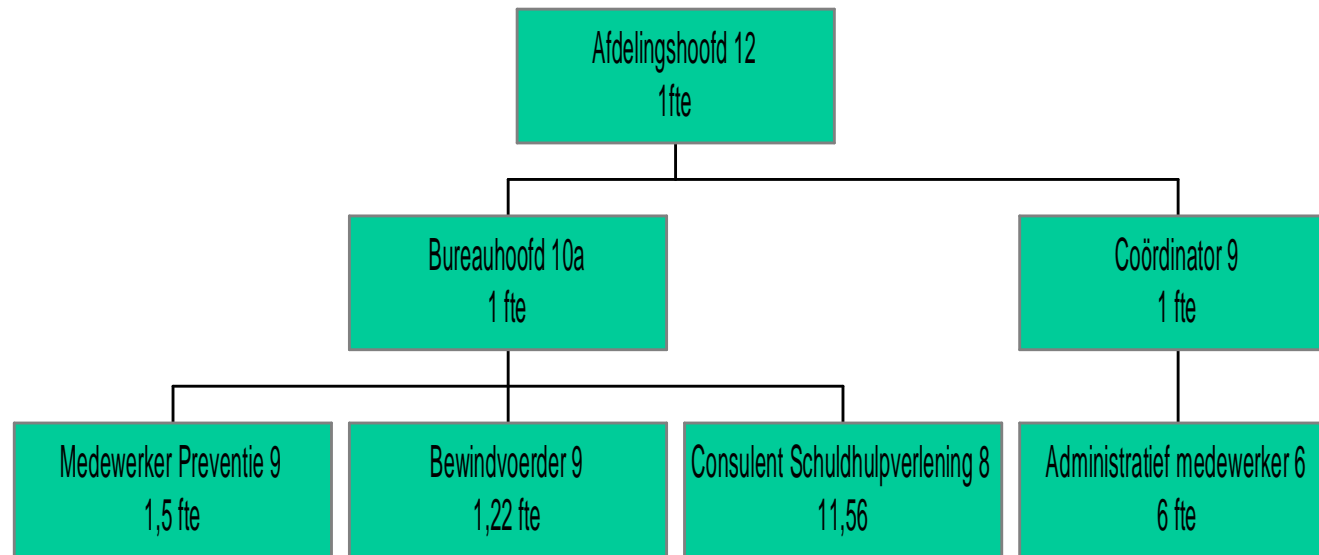 Afdelingshoofd 12
1fte
Bureauhoofd 10a
1 fte
Coördinator 9
1 fte
Medewerker Preventie 9
1,5 fte
Bewindvoerder 9
1,22 fte
Consulent Schuldhulpverlening 8
11,56
Administratief medewerker 6
6 fte